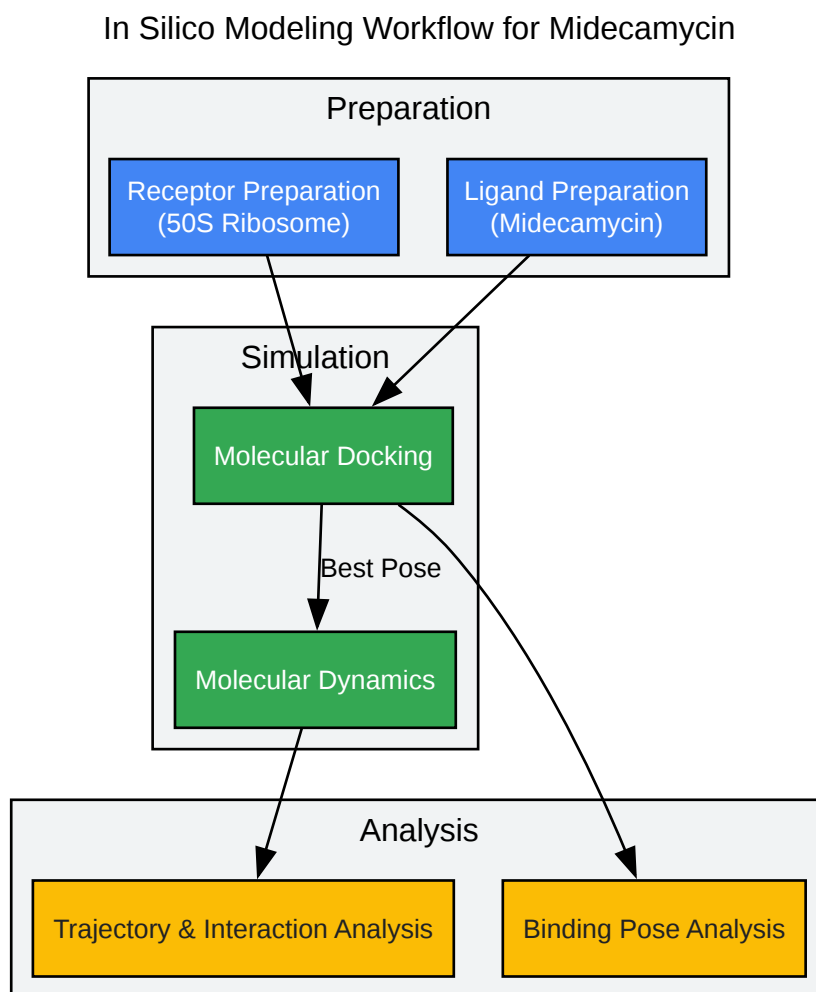 In Silico Modeling Workflow for Midecamycin
Preparation
Receptor Preparation
(50S Ribosome)
Ligand Preparation
(Midecamycin)
Simulation
Molecular Docking
Best Pose
Molecular Dynamics
Analysis
Trajectory & Interaction Analysis
Binding Pose Analysis